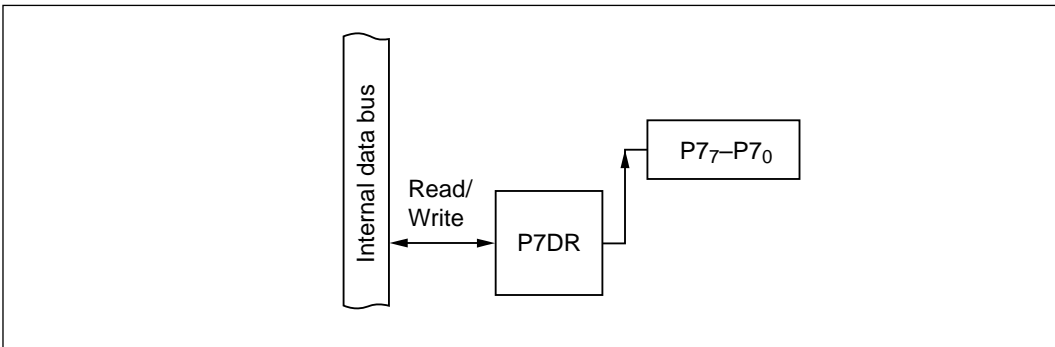 Internal data bus
Read/
Write
P7DR
P7₇–P7₀